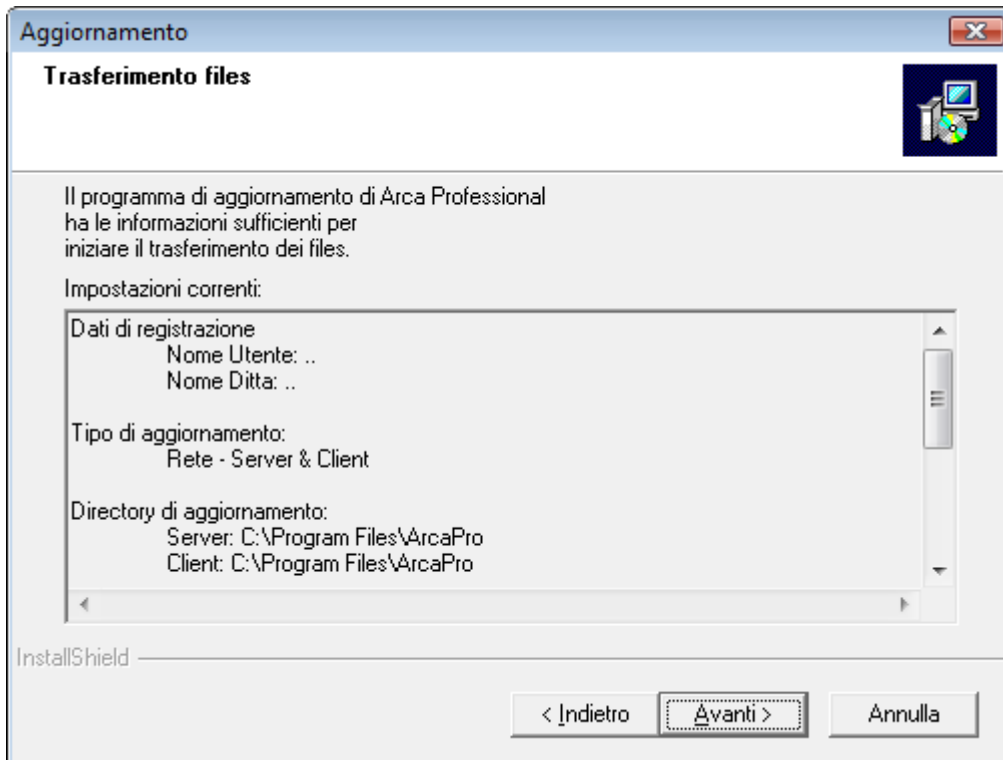 Aggiornamento
Trasferimento files
Il programma di aggiornamento di Arca Professional
ha le informazioni sufficienti per
iniziare il trasferimento dei files.
Impostazioni correnti:
Dati di registrazione
Nome Utente: ..
Nome Ditta: ..
Tipo di aggiornamento:
Rete - Server & Client
Directory di aggiornamento:
Server: C:\Program Files\ArcaPro
Client: C:\Program Files\ArcaPro
InstallShield
< Indietro
Avanti >
Annulla